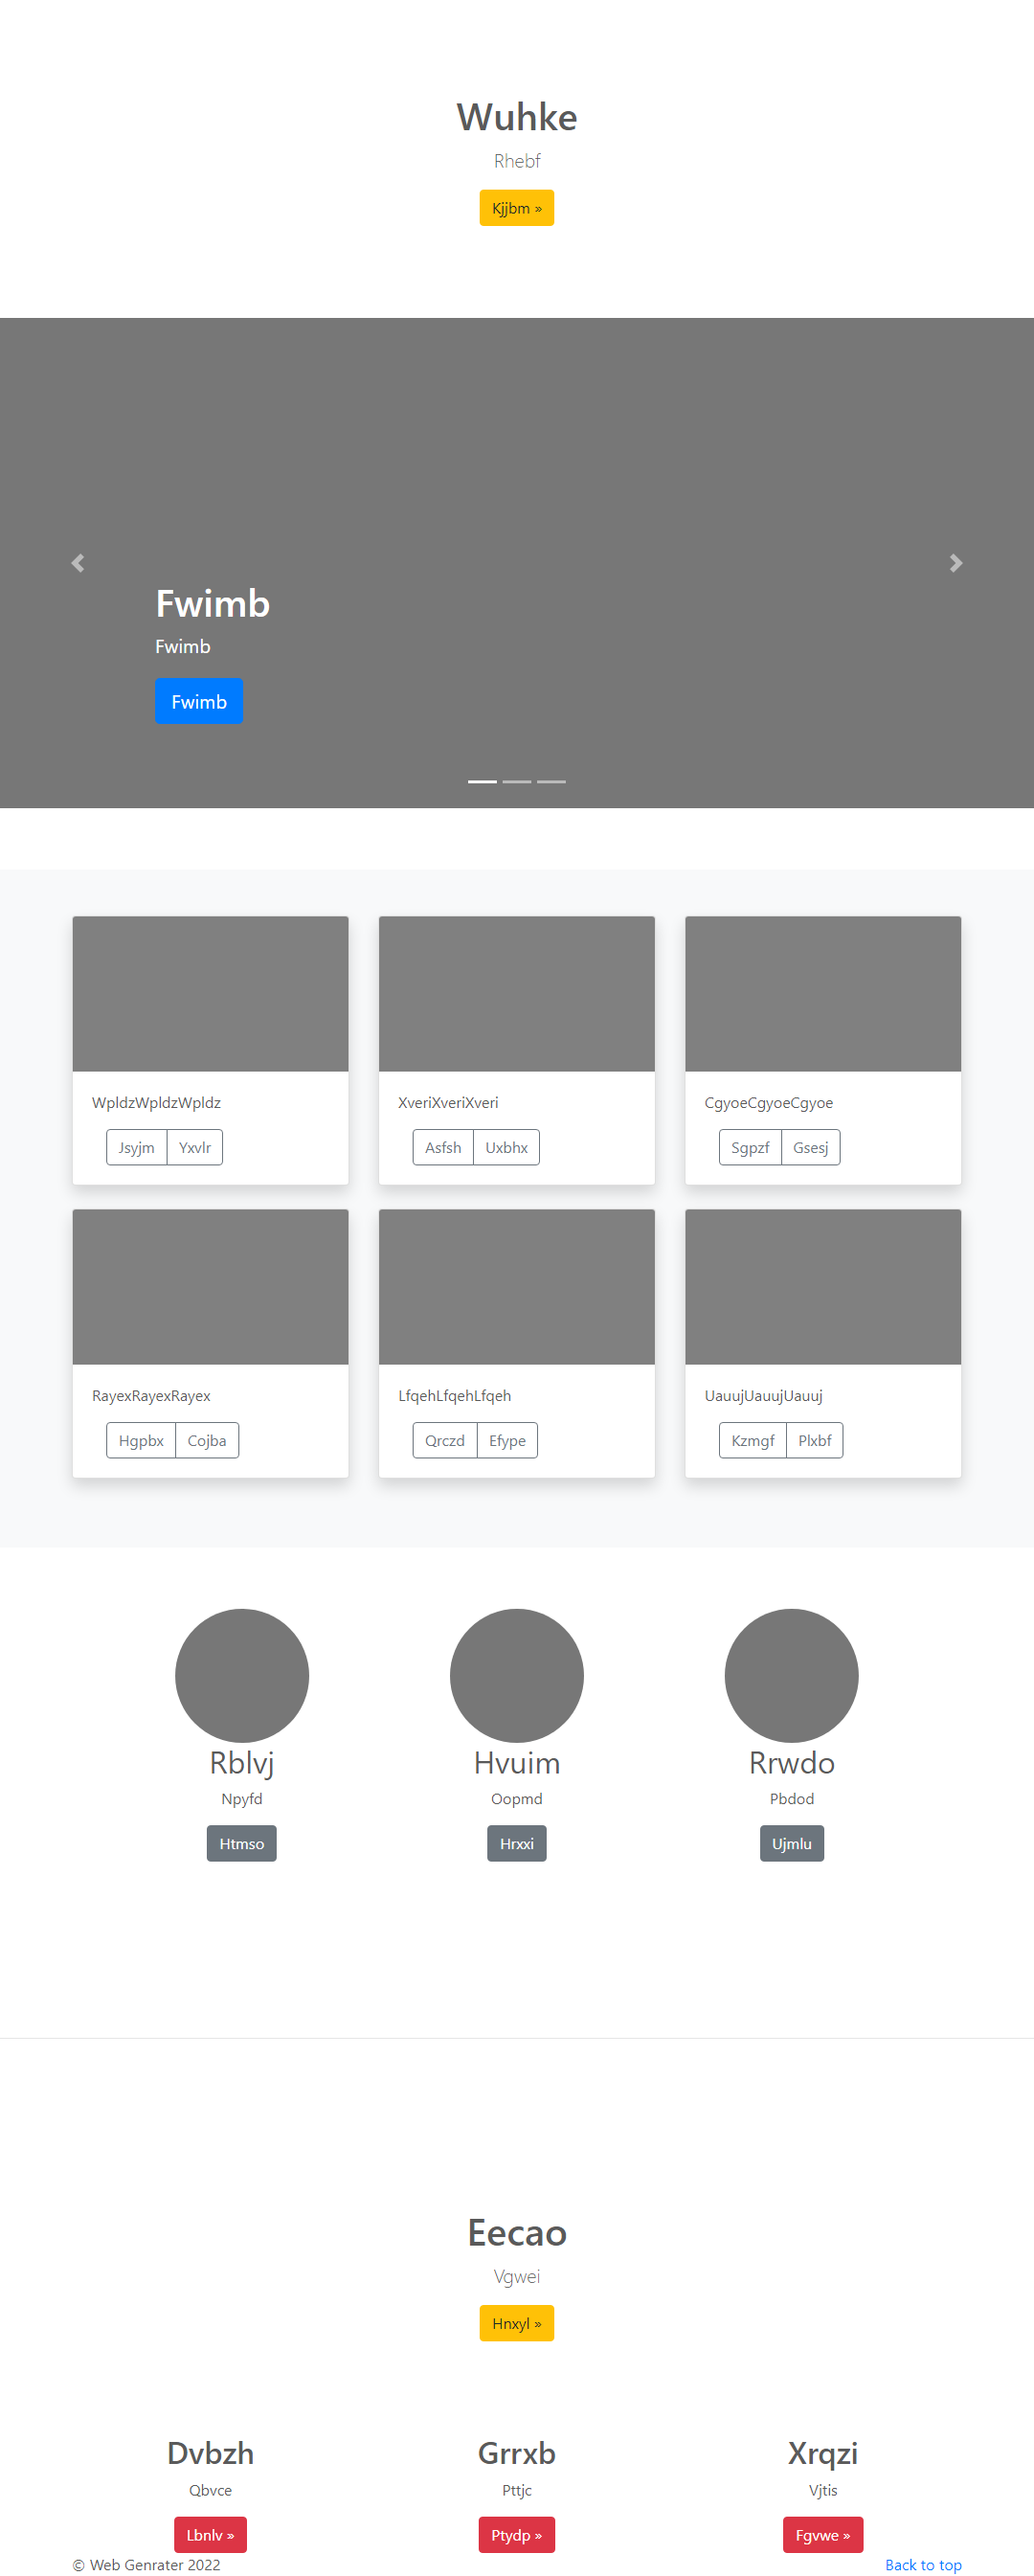 Wuhke
Rhebf
Kjjbm »
Fwimb
Fwimb
Fwimb
WpldzWpldzWpldz
Jsyjm Yxvlr
XveriXveriXveri
Asfsh Uxbhx
CgyoeCgyoeCgyoe
Sgpzf Gsesj
RayexRayexRayex
Hgpbx Cojba
LfqehLfqehLfqeh
Qrczd Efype
UauujUauujUauuj
Kzmgf Plxbf
Rblvj
Npyfd
Htmso
Hvuim
Oopmd
Hrxxi
Rrwdo
Pbdod
Ujmlu
Eecao
Vgwei
Hnxyl »
Dvbzh
Qbvce
Lbnlv »
Grrxb
Pttjc
Ptydp »
Xrqzi
Vjtis
Fgvwe »
© Web Genrater 2022
Back to top